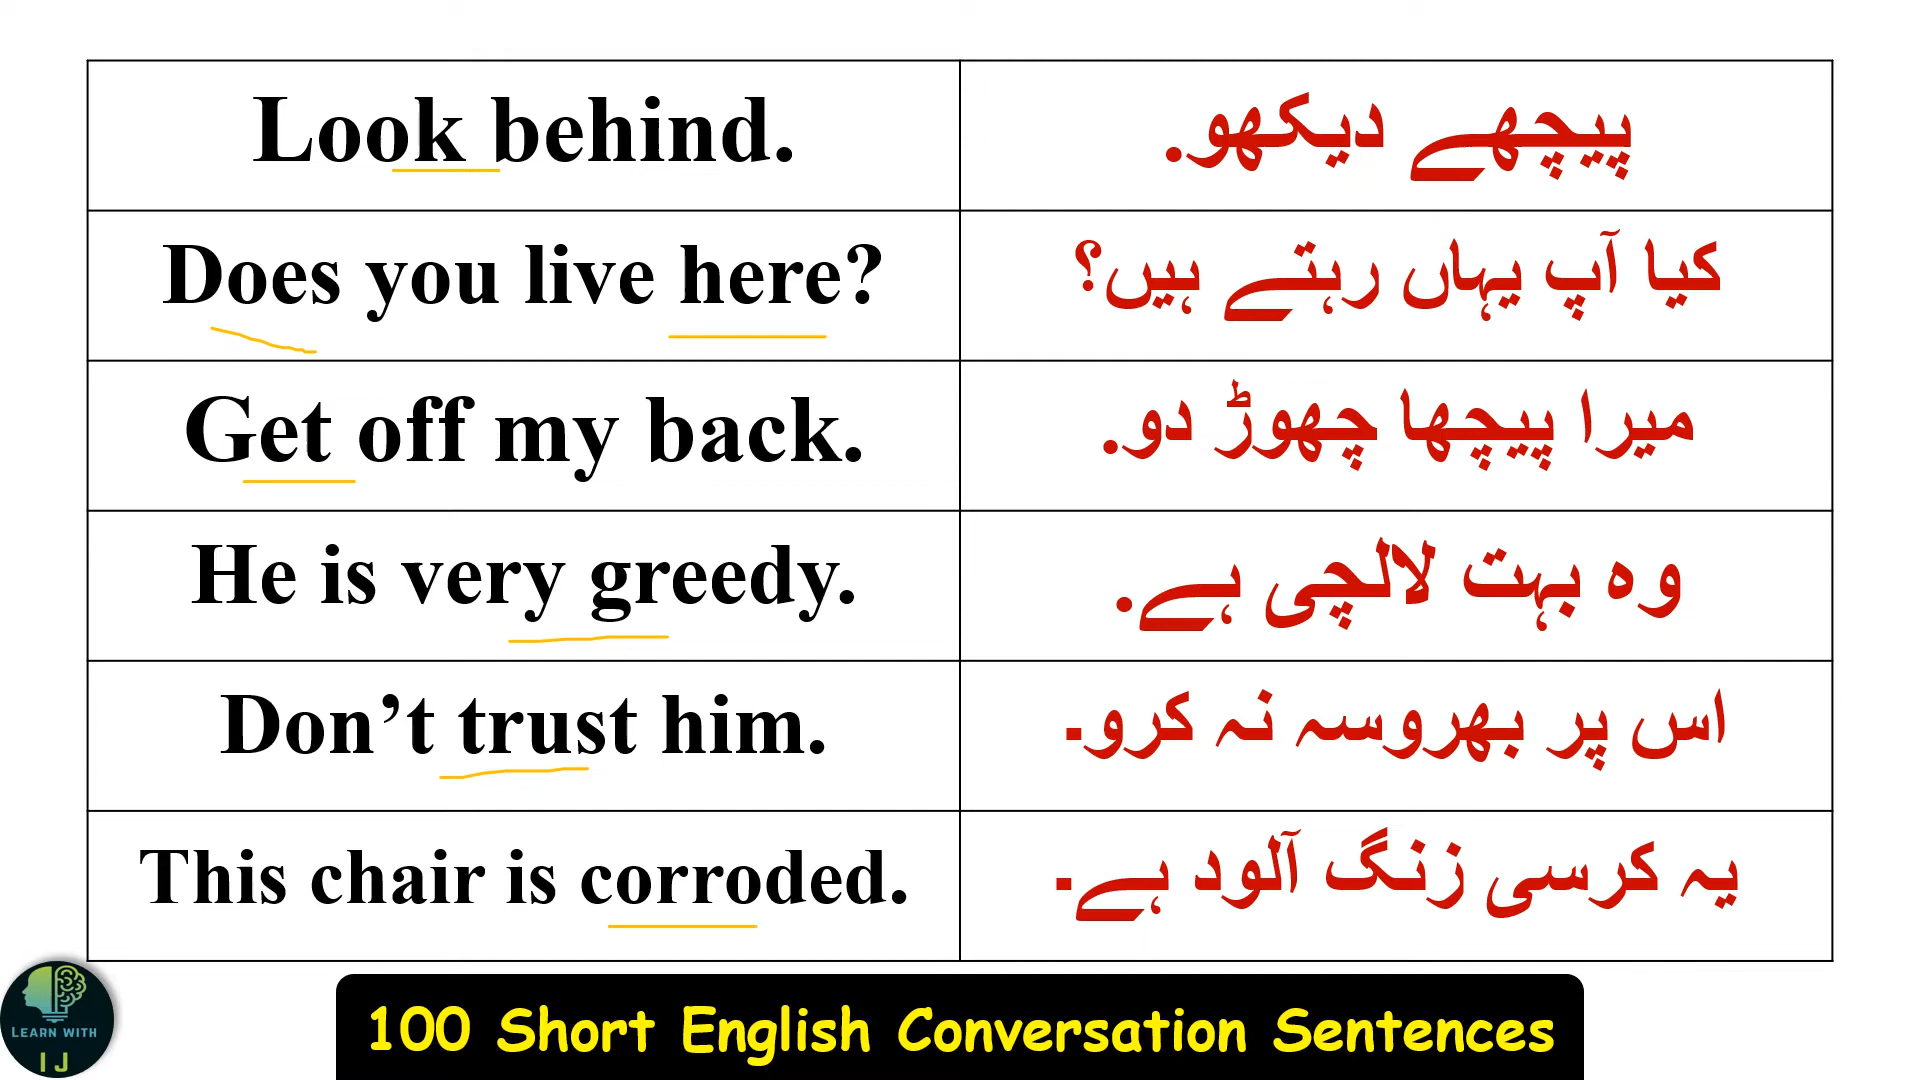 Look behind.
پیچھے دیکھو.
Does you live here?
کیا آپ یہاں رہتے ہیں؟
Get off my back.
میرا پیچھا چھوڑ دو.
He is very greedy.
وہ بہت لالچی ہے.
Don’t trust him.
اس پر بھروسہ نہ کرو۔
This chair is corroded.
یہ کرسی زنگ آلود ہے۔
LEARN WITH
IJ
100 Short English Conversation Sentences